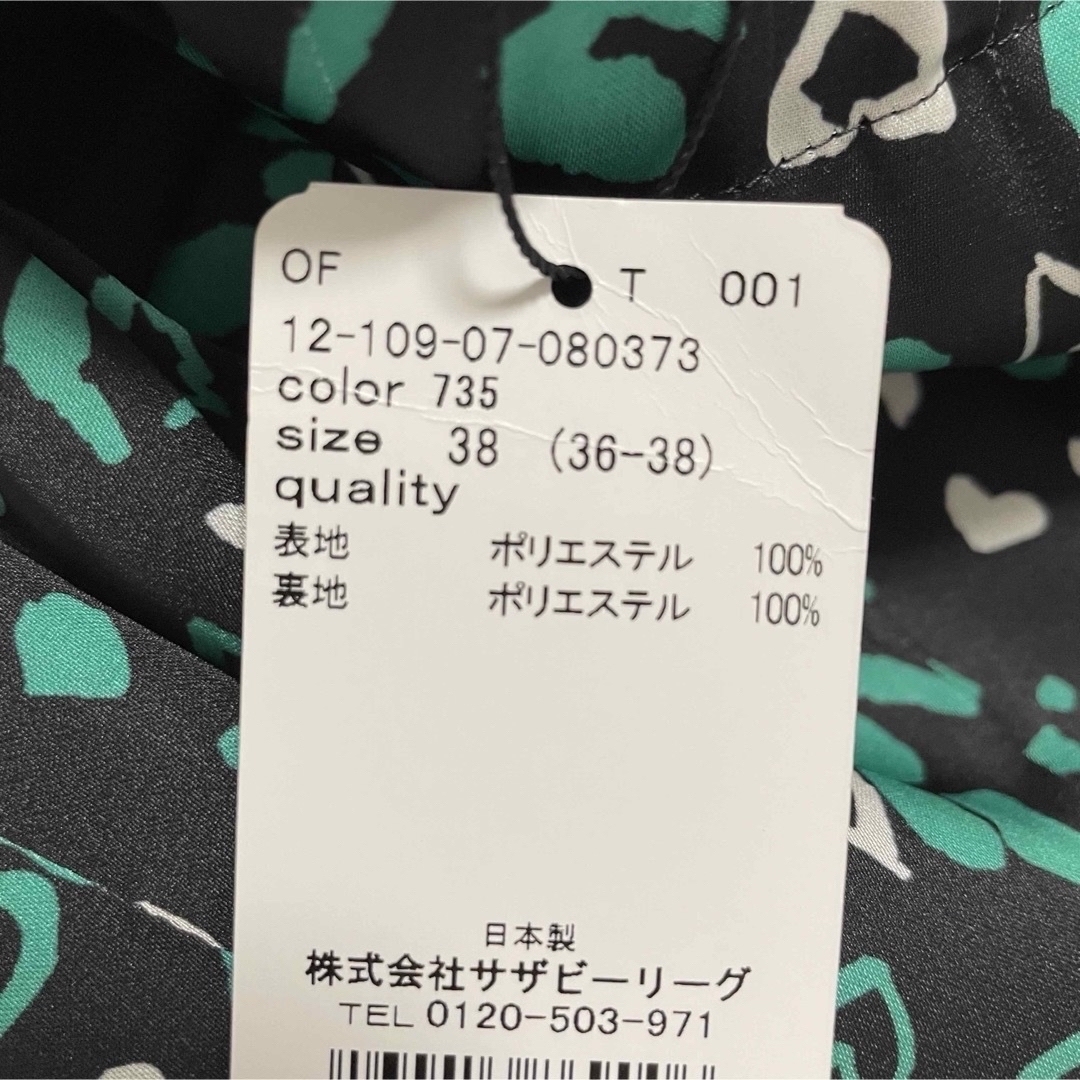 OF T 001
12-109-07-080373
color 735
size 38 (36-38)
quality
表地 ポリエステル 100%
裏地 ポリエステル 100%
日本製
株式会社サザビーリーグ
TEL 0120-503-971